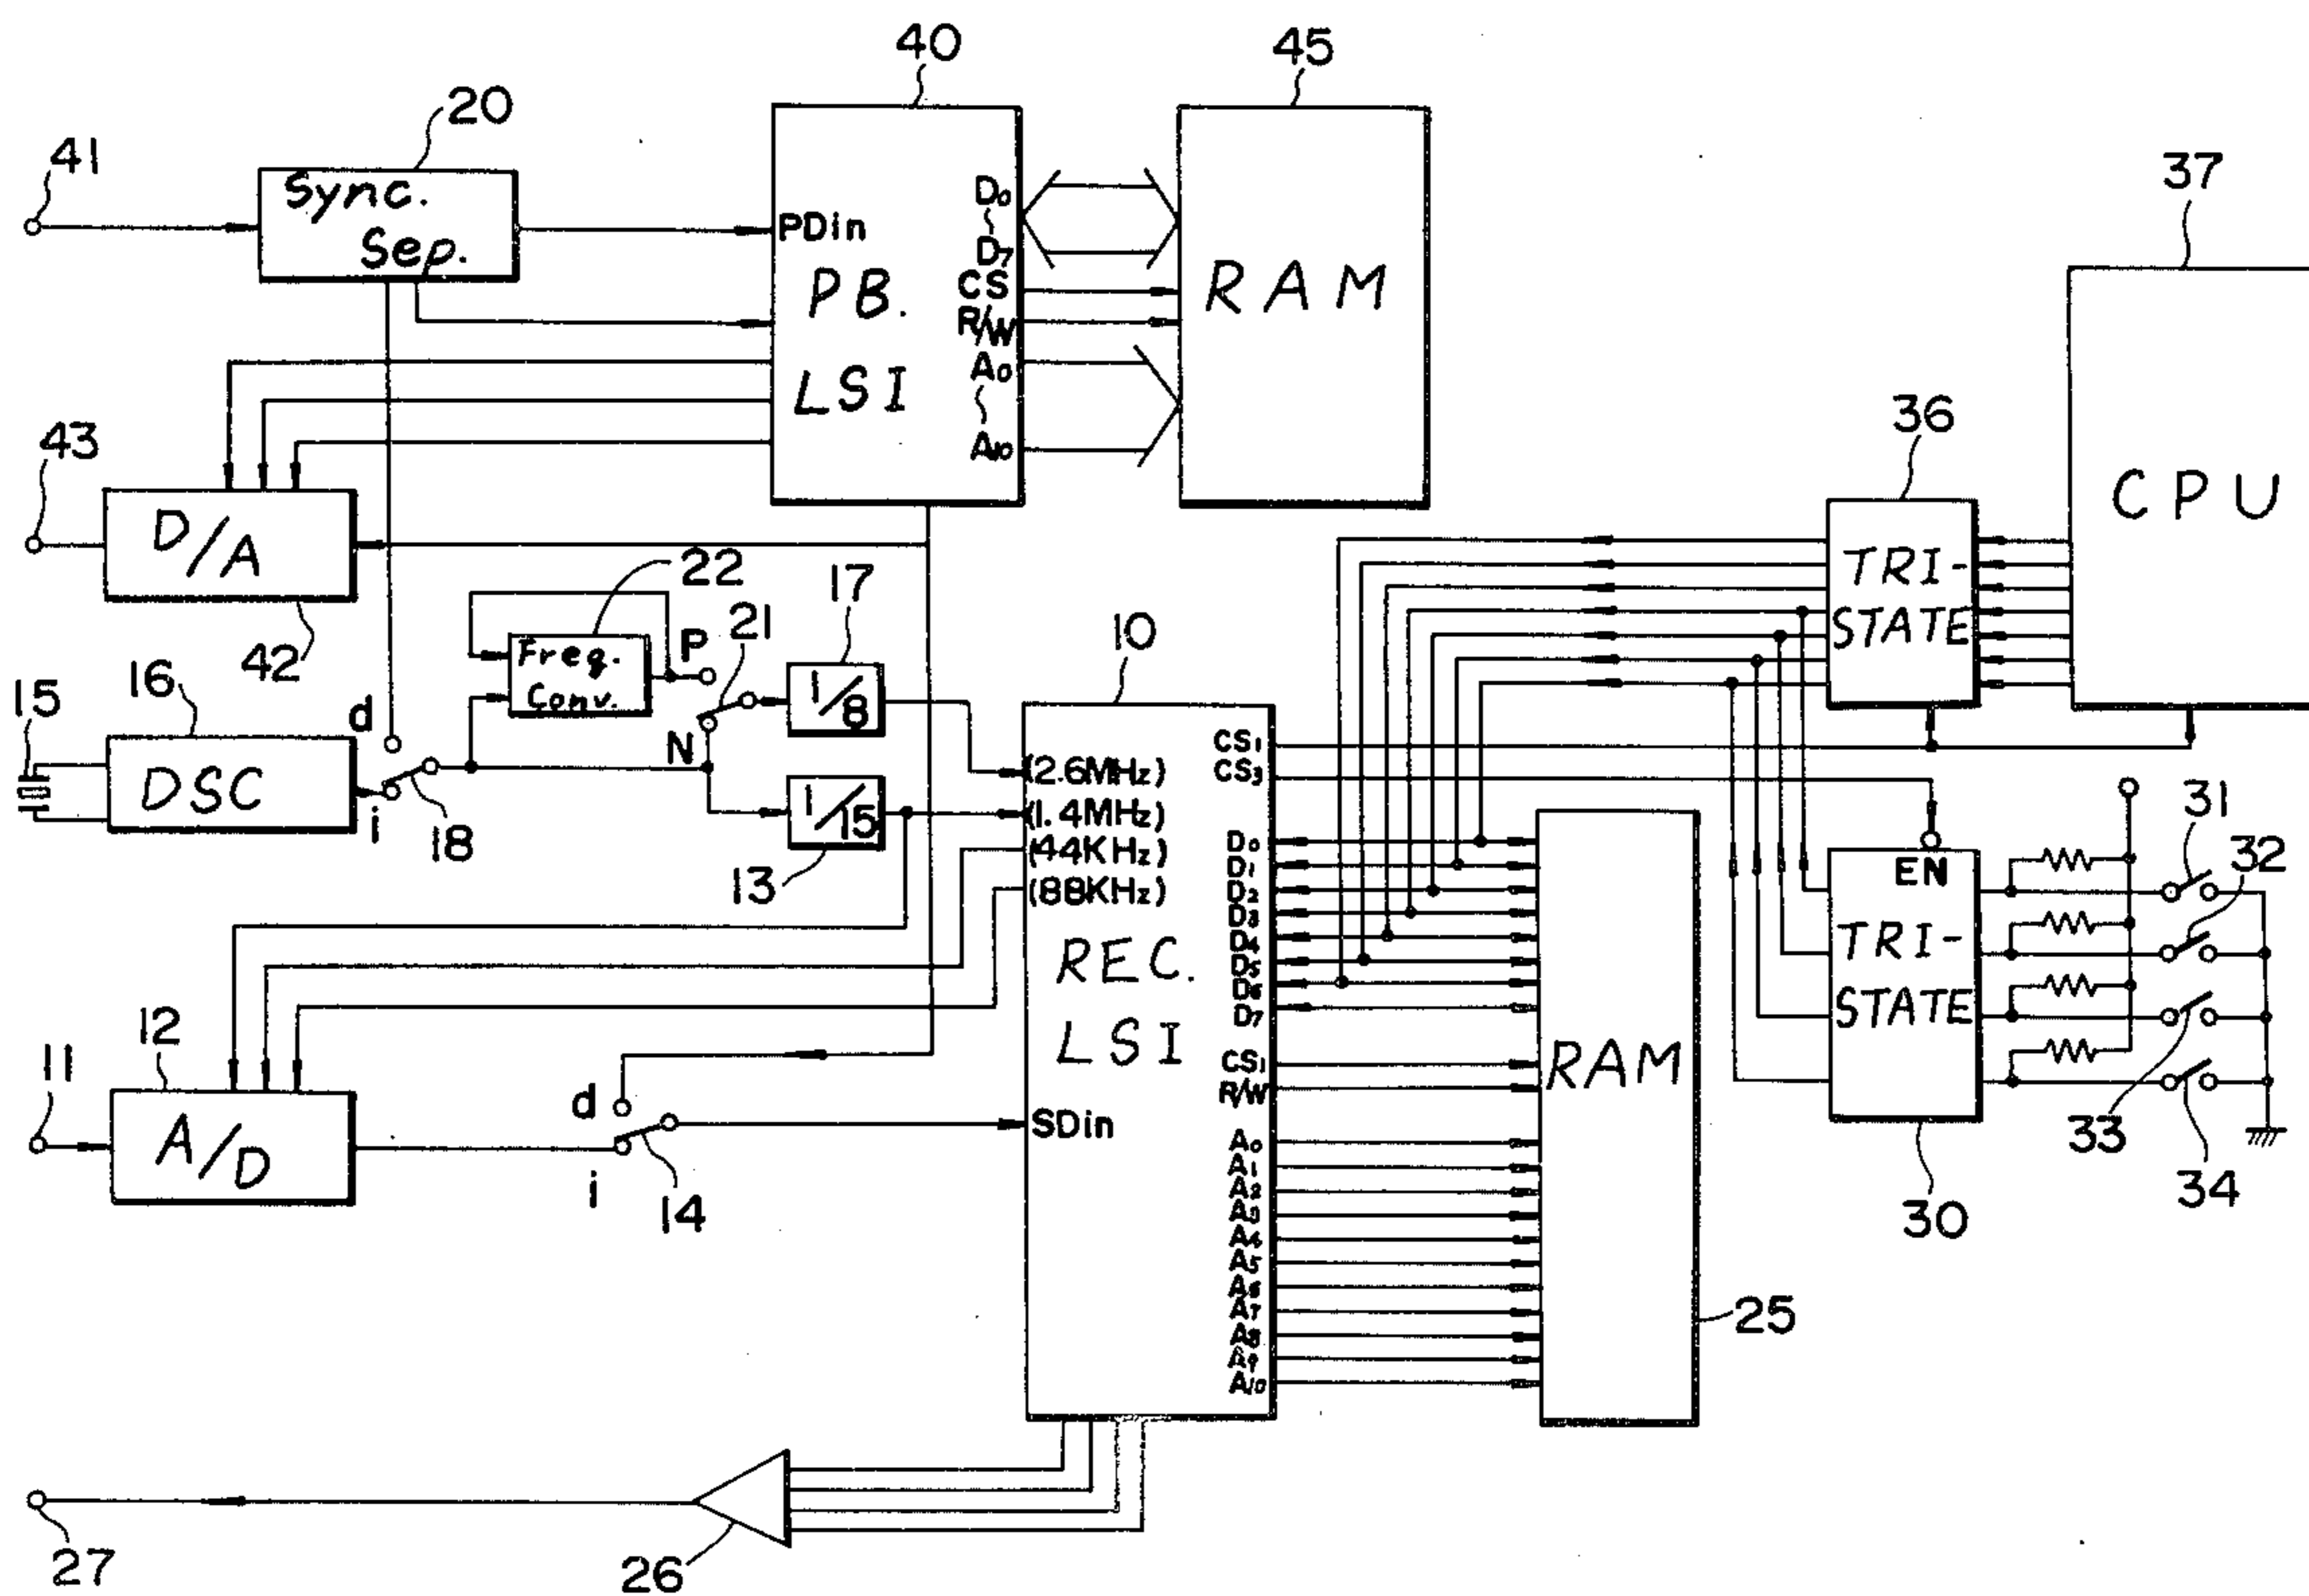 40
45
20
41
37
Sync.
Sep.
PDin
PB.
LSI
D0
D7
CS
R/W
A0
A10
RAM
43
36
CPU
D/A
TRI-
STATE
42
22
17
21
P
Freq.
Conv.
1/8
10
15
16
d
N
DSC
i
18
1/15
13
(2.6MHz)
(1.4MHz)
(44KHz)
(88KHz)
REC.
LSI
SDin
CS1
CS3
D0
D1
D2
D3
D4
D5
D6
D7
CS1
R/W
A0
A1
A2
A3
A4
A5
A6
A7
A8
A9
A10
RAM
25
EN
TRI-
STATE
31
32
33
34
30
12
11
A/D
d
i
14
27
26